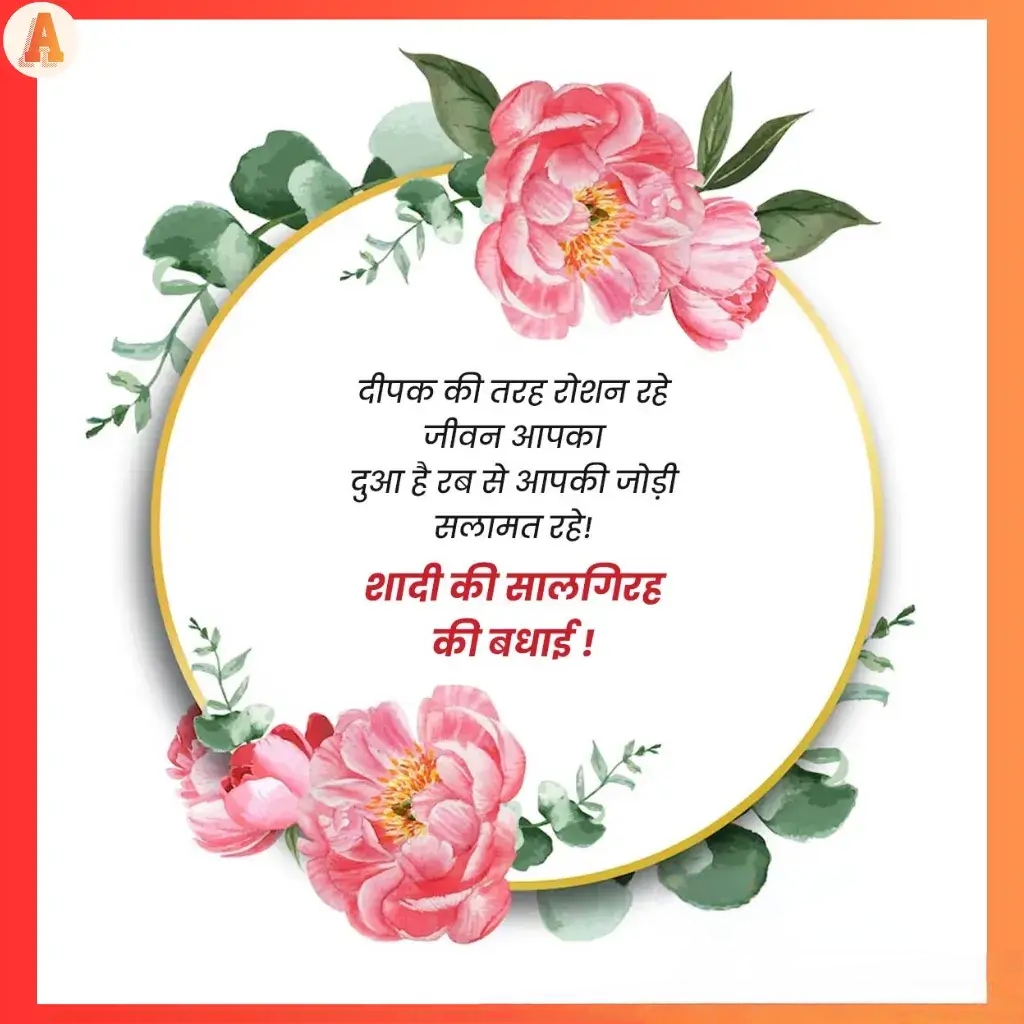 A
दीपक की तरह रोशन रहे
जीवन आपका
दुआ है रब से आपकी जोड़ी
सलामत रहे!
शादी की सालगिरह
की बधाई !